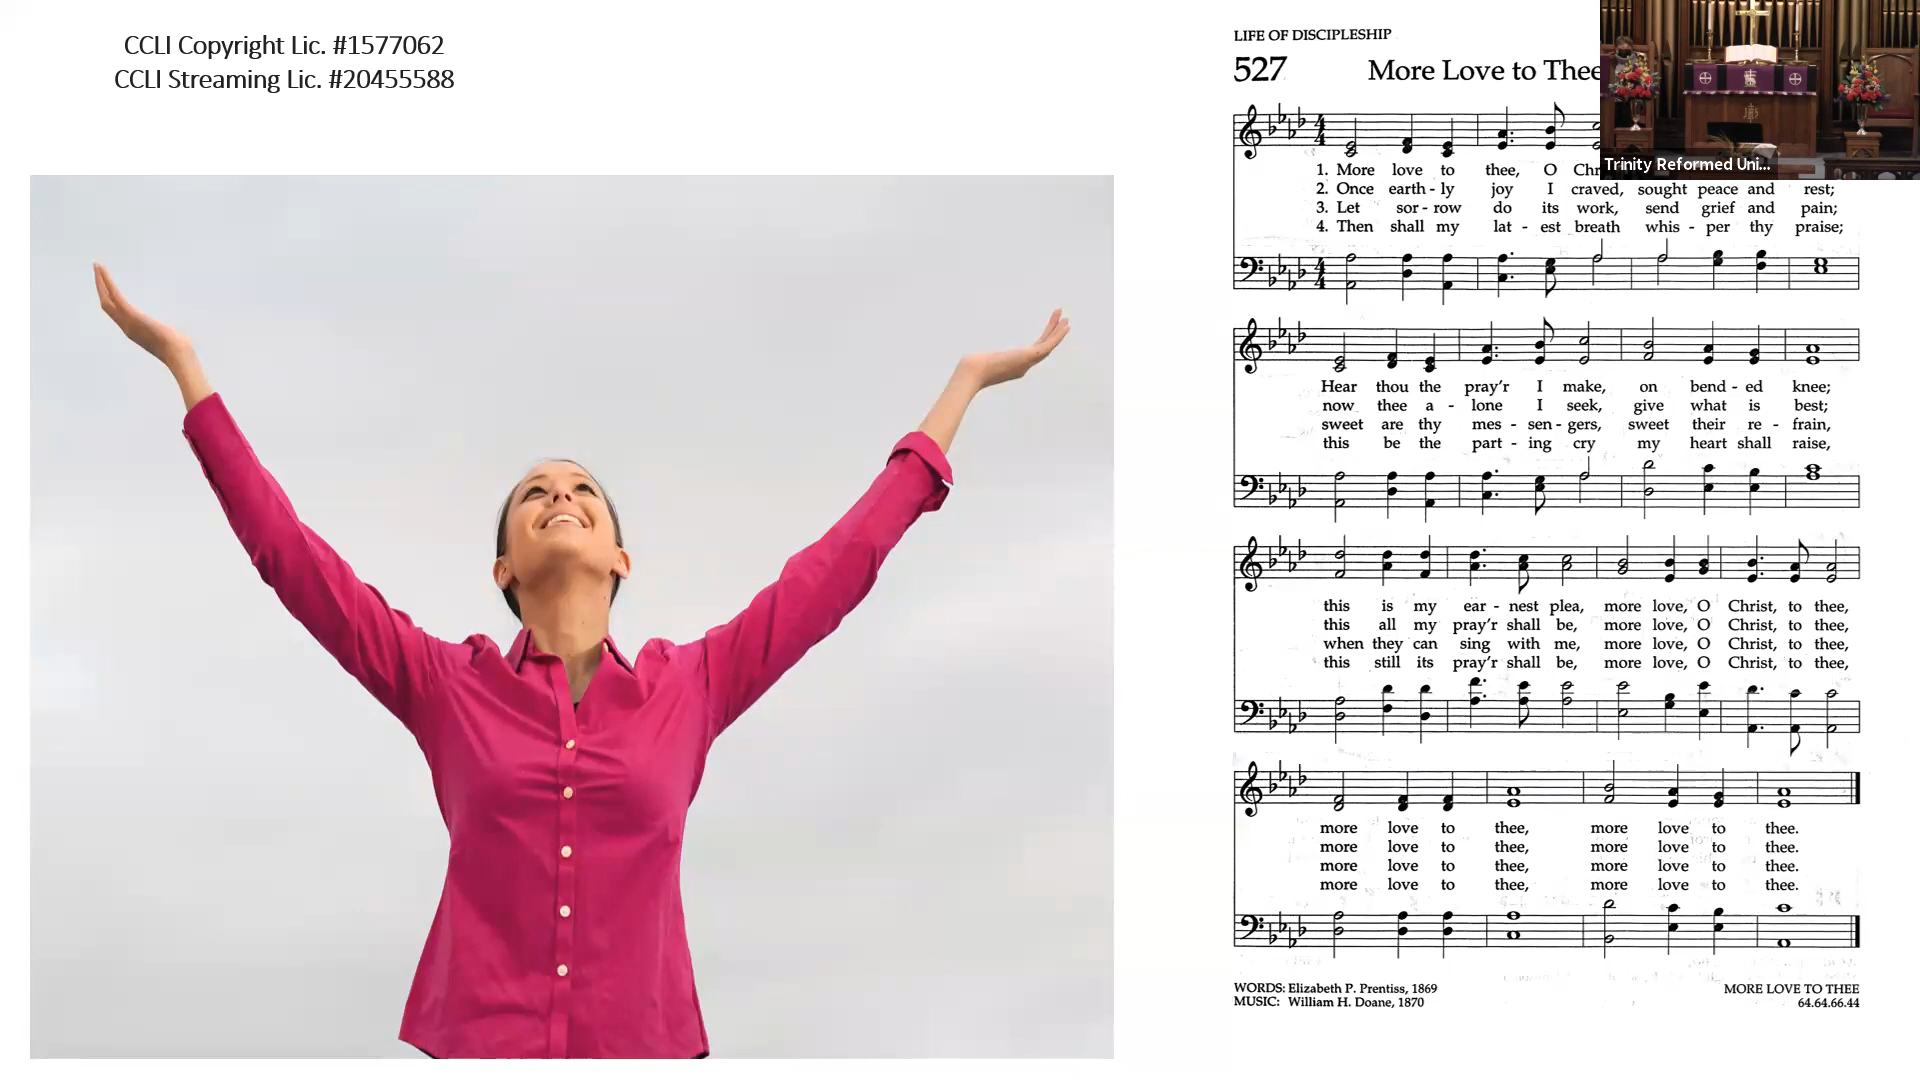 CCLI Copyright Lic. #1577062
CCLI Streaming Lic. #20455588
LIFE OF DISCIPLESHIP
527 More Love to Thee
1. More love to thee, O
2. Once earth - ly joy I craved, sought peace and rest;
3. Let sor - row do its work, send grief and pain;
4. Then shall my lat - est breath whis - per thy praise;
Hear thou the pray'r I make, on bend - ed knee;
now thee a - lone I seek, give what is best;
sweet are thy mes - sen - gers, sweet their re - frain,
this be the part - ing cry my heart shall raise,
this is my ear - nest plea, more love, O Christ, to thee,
this all my pray'r shall be, more love, O Christ, to thee,
when they can sing with me, more love, O Christ, to thee,
this still its pray'r shall be, more love, O Christ, to thee,
more love to thee, more love to thee.
more love to thee, more love to thee.
more love to thee, more love to thee.
more love to thee, more love to thee.
WORDS: Elizabeth P. Prentiss, 1869
MUSIC: William H. Doane, 1870
MORE LOVE TO THEE
64.64.66.44
Trinity Reformed Uni...